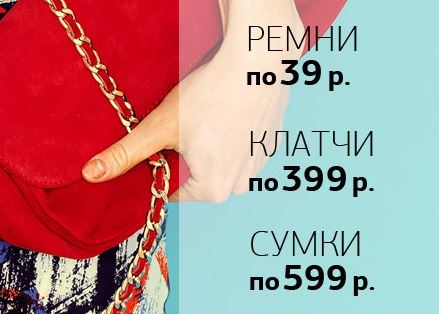 РЕМНИ
по 39 р.
КЛАТЧИ
по 399 р.
СУМКИ
по 599 р.